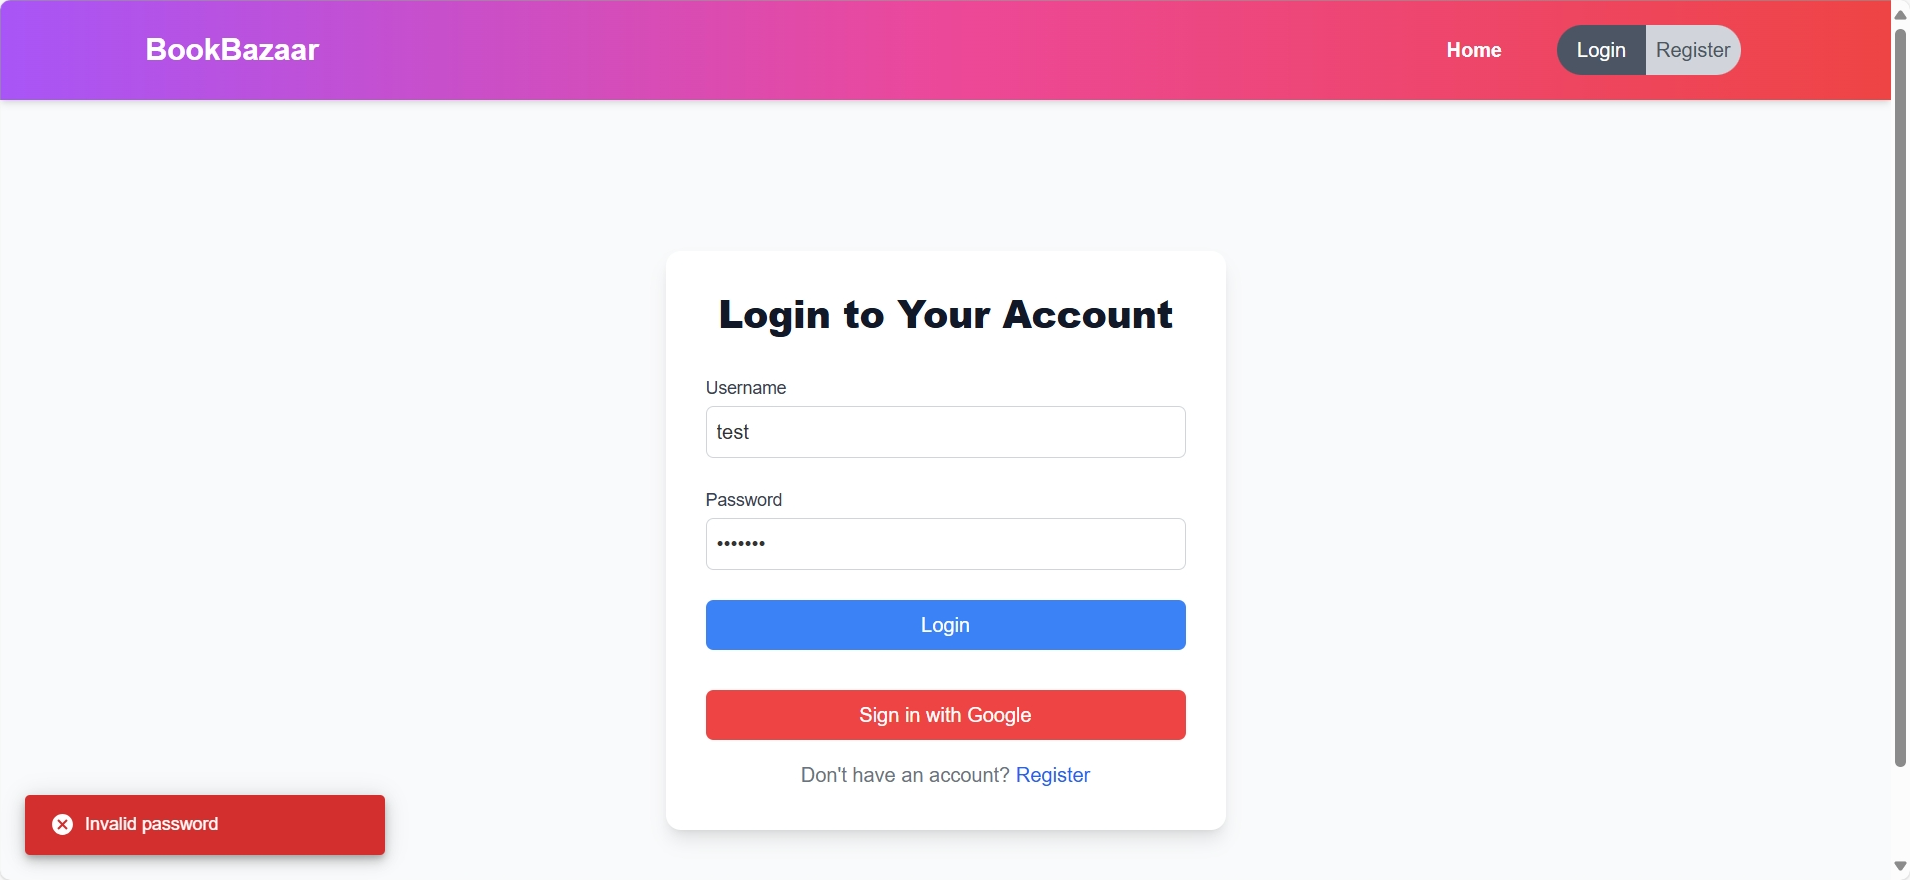 BookBazaar
Home
Login
Register
Login to Your Account
Username
test
Password
•••••••
Login
Sign in with Google
Don't have an account? Register
Invalid password